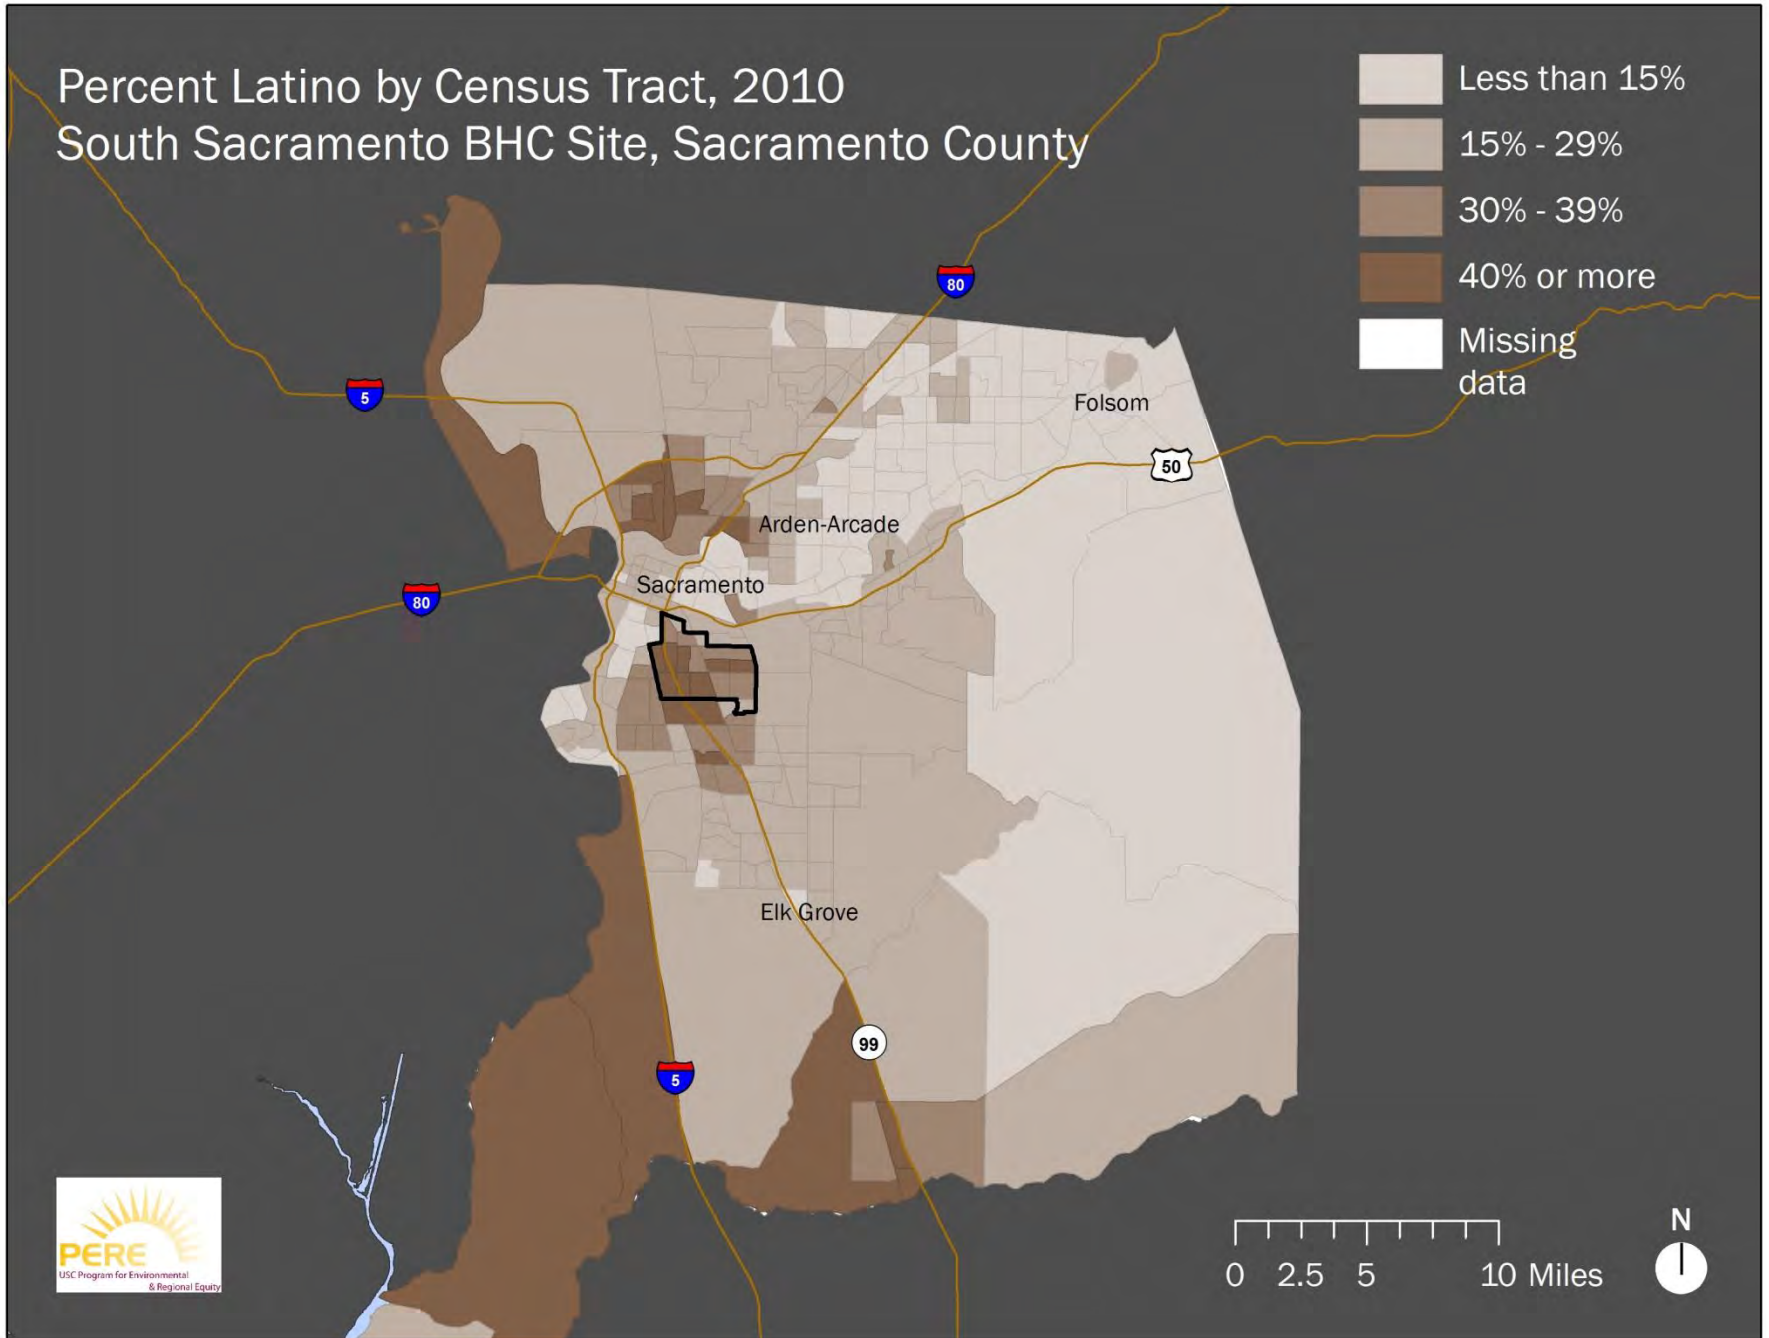 Percent Latino by Census Tract, 2010
South Sacramento BHC Site, Sacramento County
Less than 15%
15% - 29%
30% - 39%
40% or more
Missing
data
80
5
Folsom
50
Arden-Arcade
Sacramento
80
Elk Grove
99
5
PERE
USC Program for Environmental
& Regional Equity
N
0 2.5 5 10 Miles